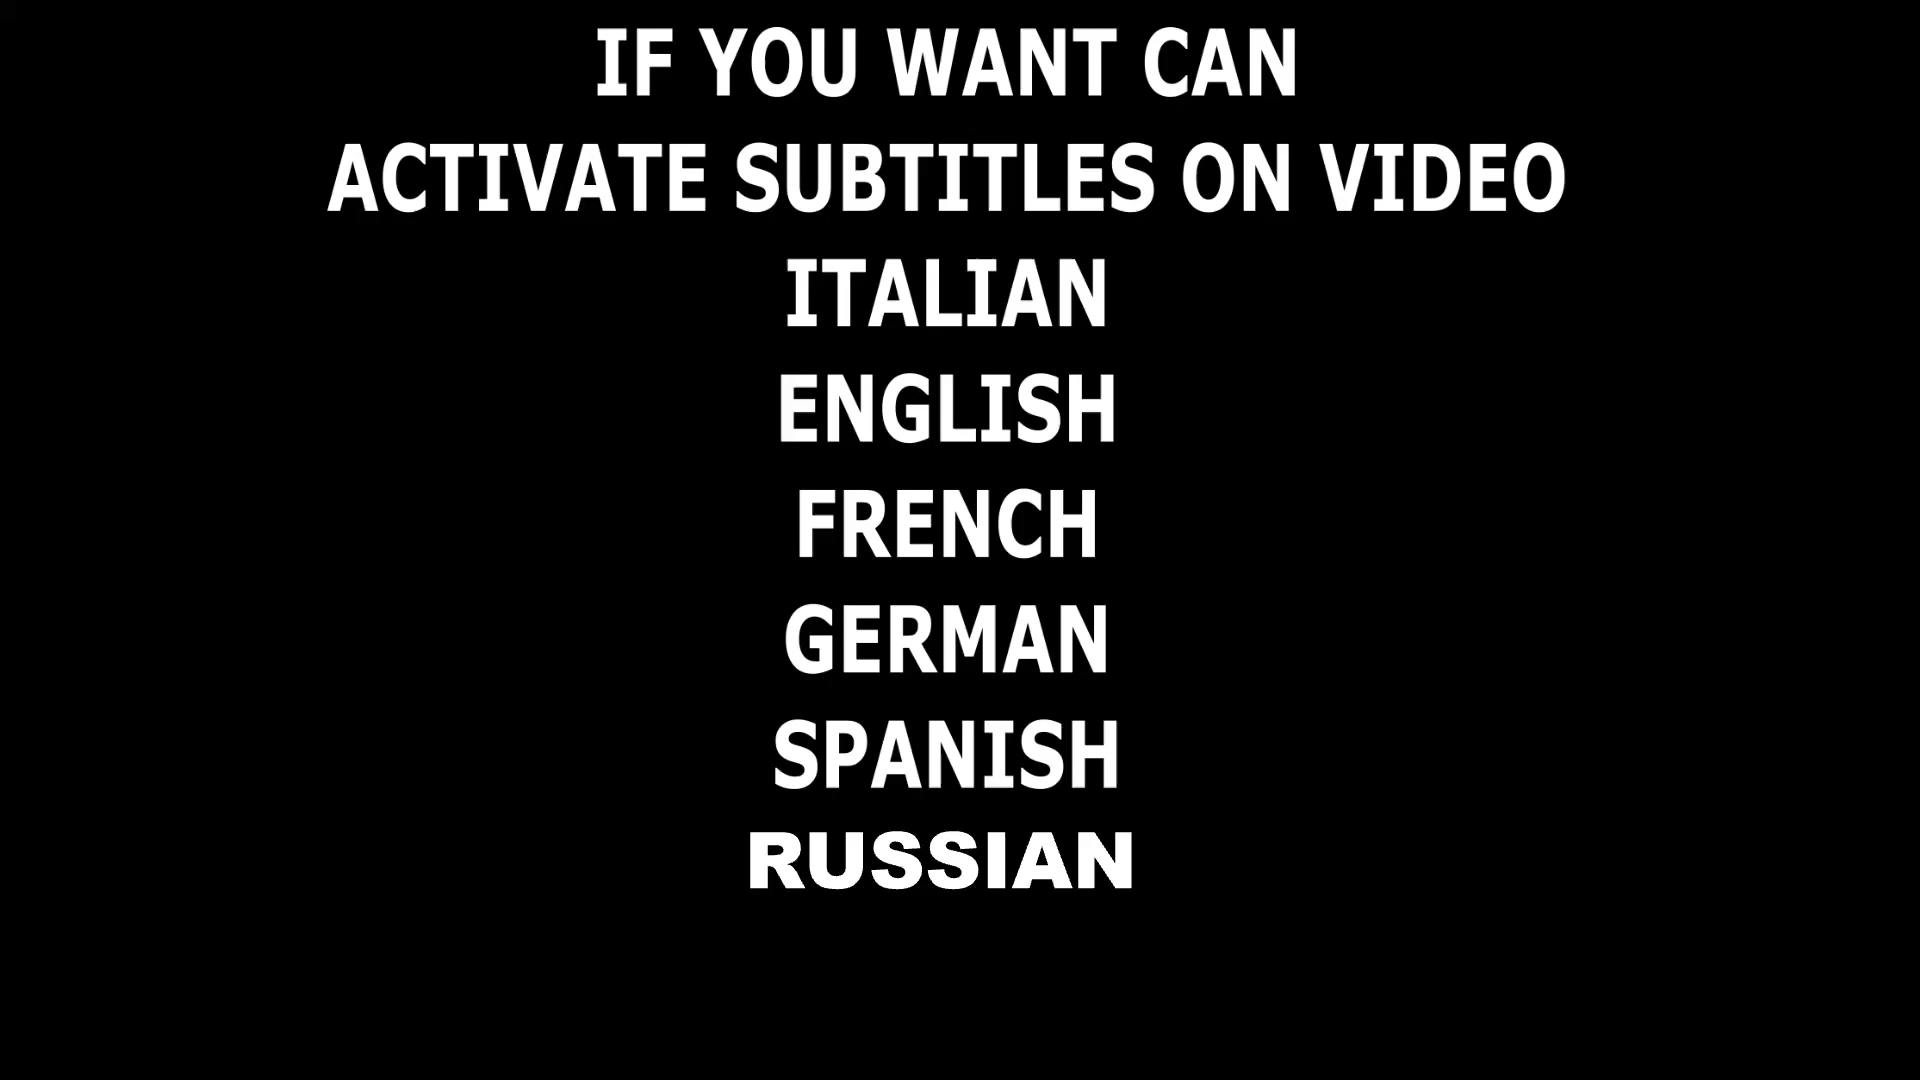 IF YOU WANT CAN
ACTIVATE SUBTITLES ON VIDEO
ITALIAN
ENGLISH
FRENCH
GERMAN
SPANISH
RUSSIAN